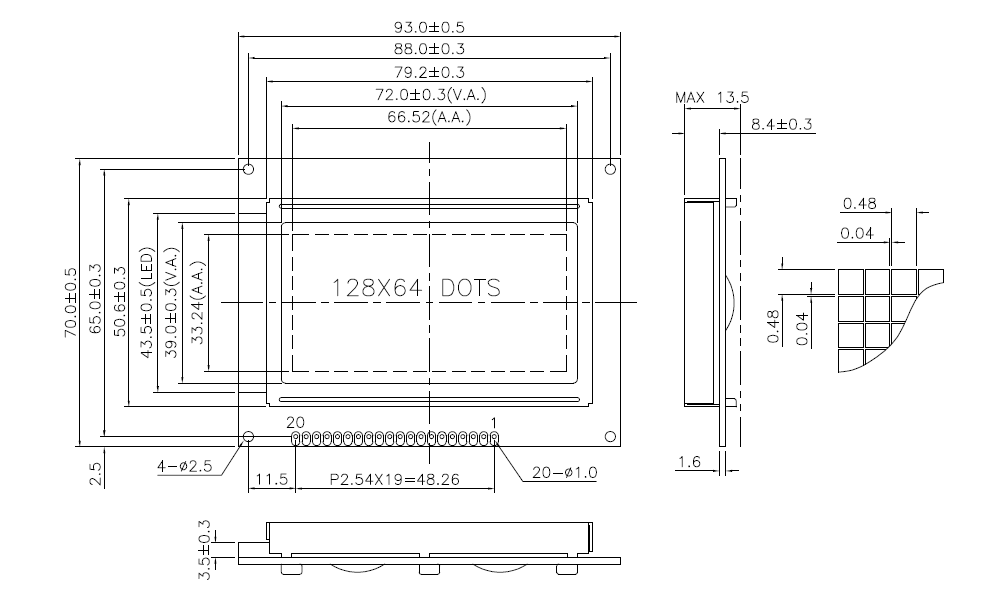 93.0±0.5
88.0±0.3
79.2±0.3
72.0±0.3(V.A.)
66.52(A.A.)
MAX 13.5
8.4±0.3
0.48
0.04
70.0±0.5
65.0±0.3
50.6±0.3
43.5±0.5(LED)
39.0±0.3(V.A.)
33.24(A.A.)
128X64 DOTS
0.48
0.04
20
1
2.5
4-ø2.5
11.5
P2.54X19=48.26
20-ø1.0
1.6
3.5±0.3